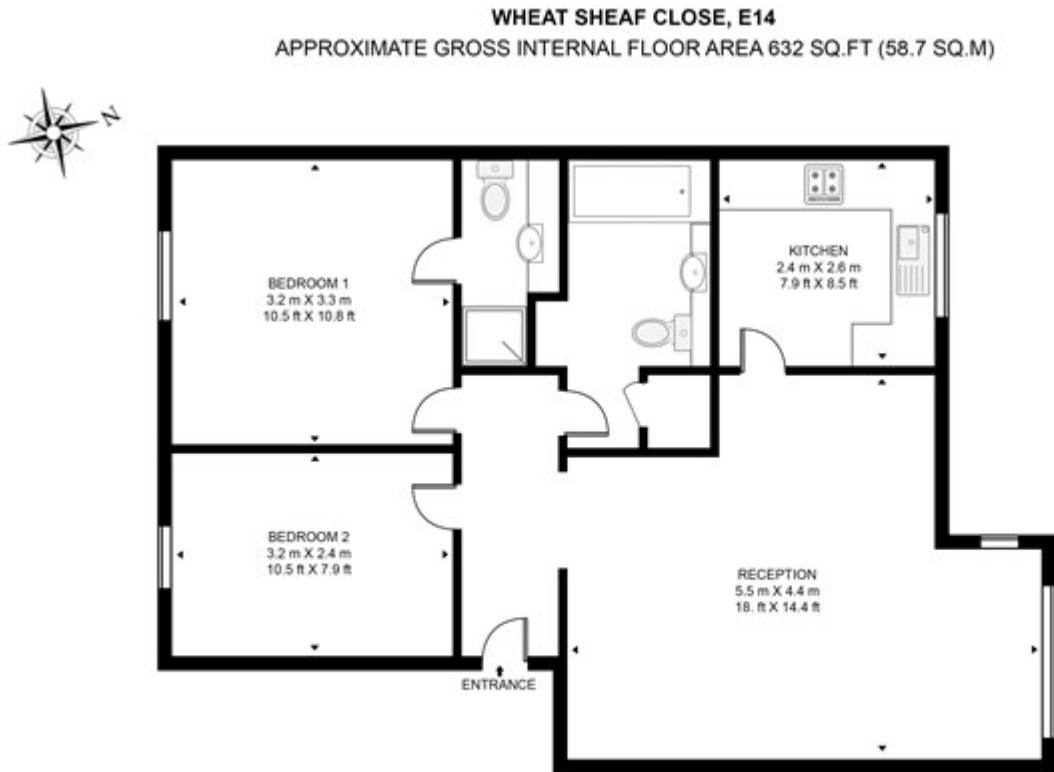 WHEAT SHEAF CLOSE, E14
APPROXIMATE GROSS INTERNAL FLOOR AREA 632 SQ.FT (58.7 SQ.M)
N
BEDROOM 1
3.2 m X 3.3 m
10.5 ft X 10.8 ft
KITCHEN
2.4 m X 2.6 m
7.9 ft X 8.5 ft
BEDROOM 2
3.2 m X 2.4 m
10.5 ft X 7.9 ft
RECEPTION
5.5 m X 4.4 m
18. ft X 14.4 ft
ENTRANCE